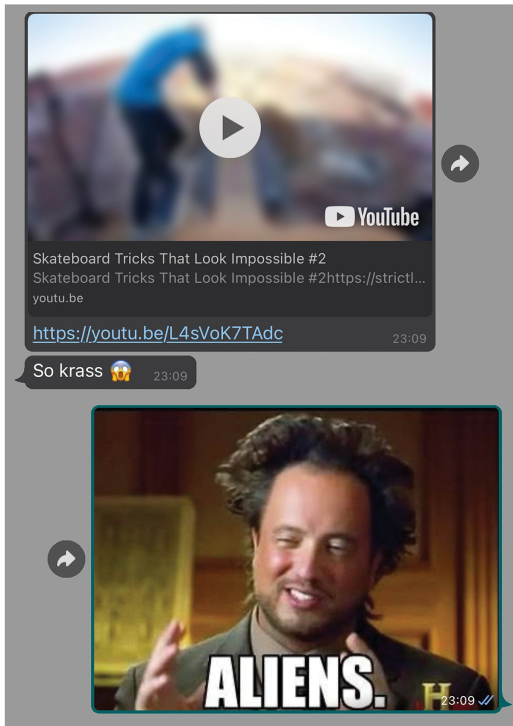 YouTube
Skateboard Tricks That Look Impossible #2
Skateboard Tricks That Look Impossible #2https://strictl...
youtu.be
https://youtu.be/L4sVoK7TAdc
23:09
So krass 😱 23:09
ALIENS.
H
23:09